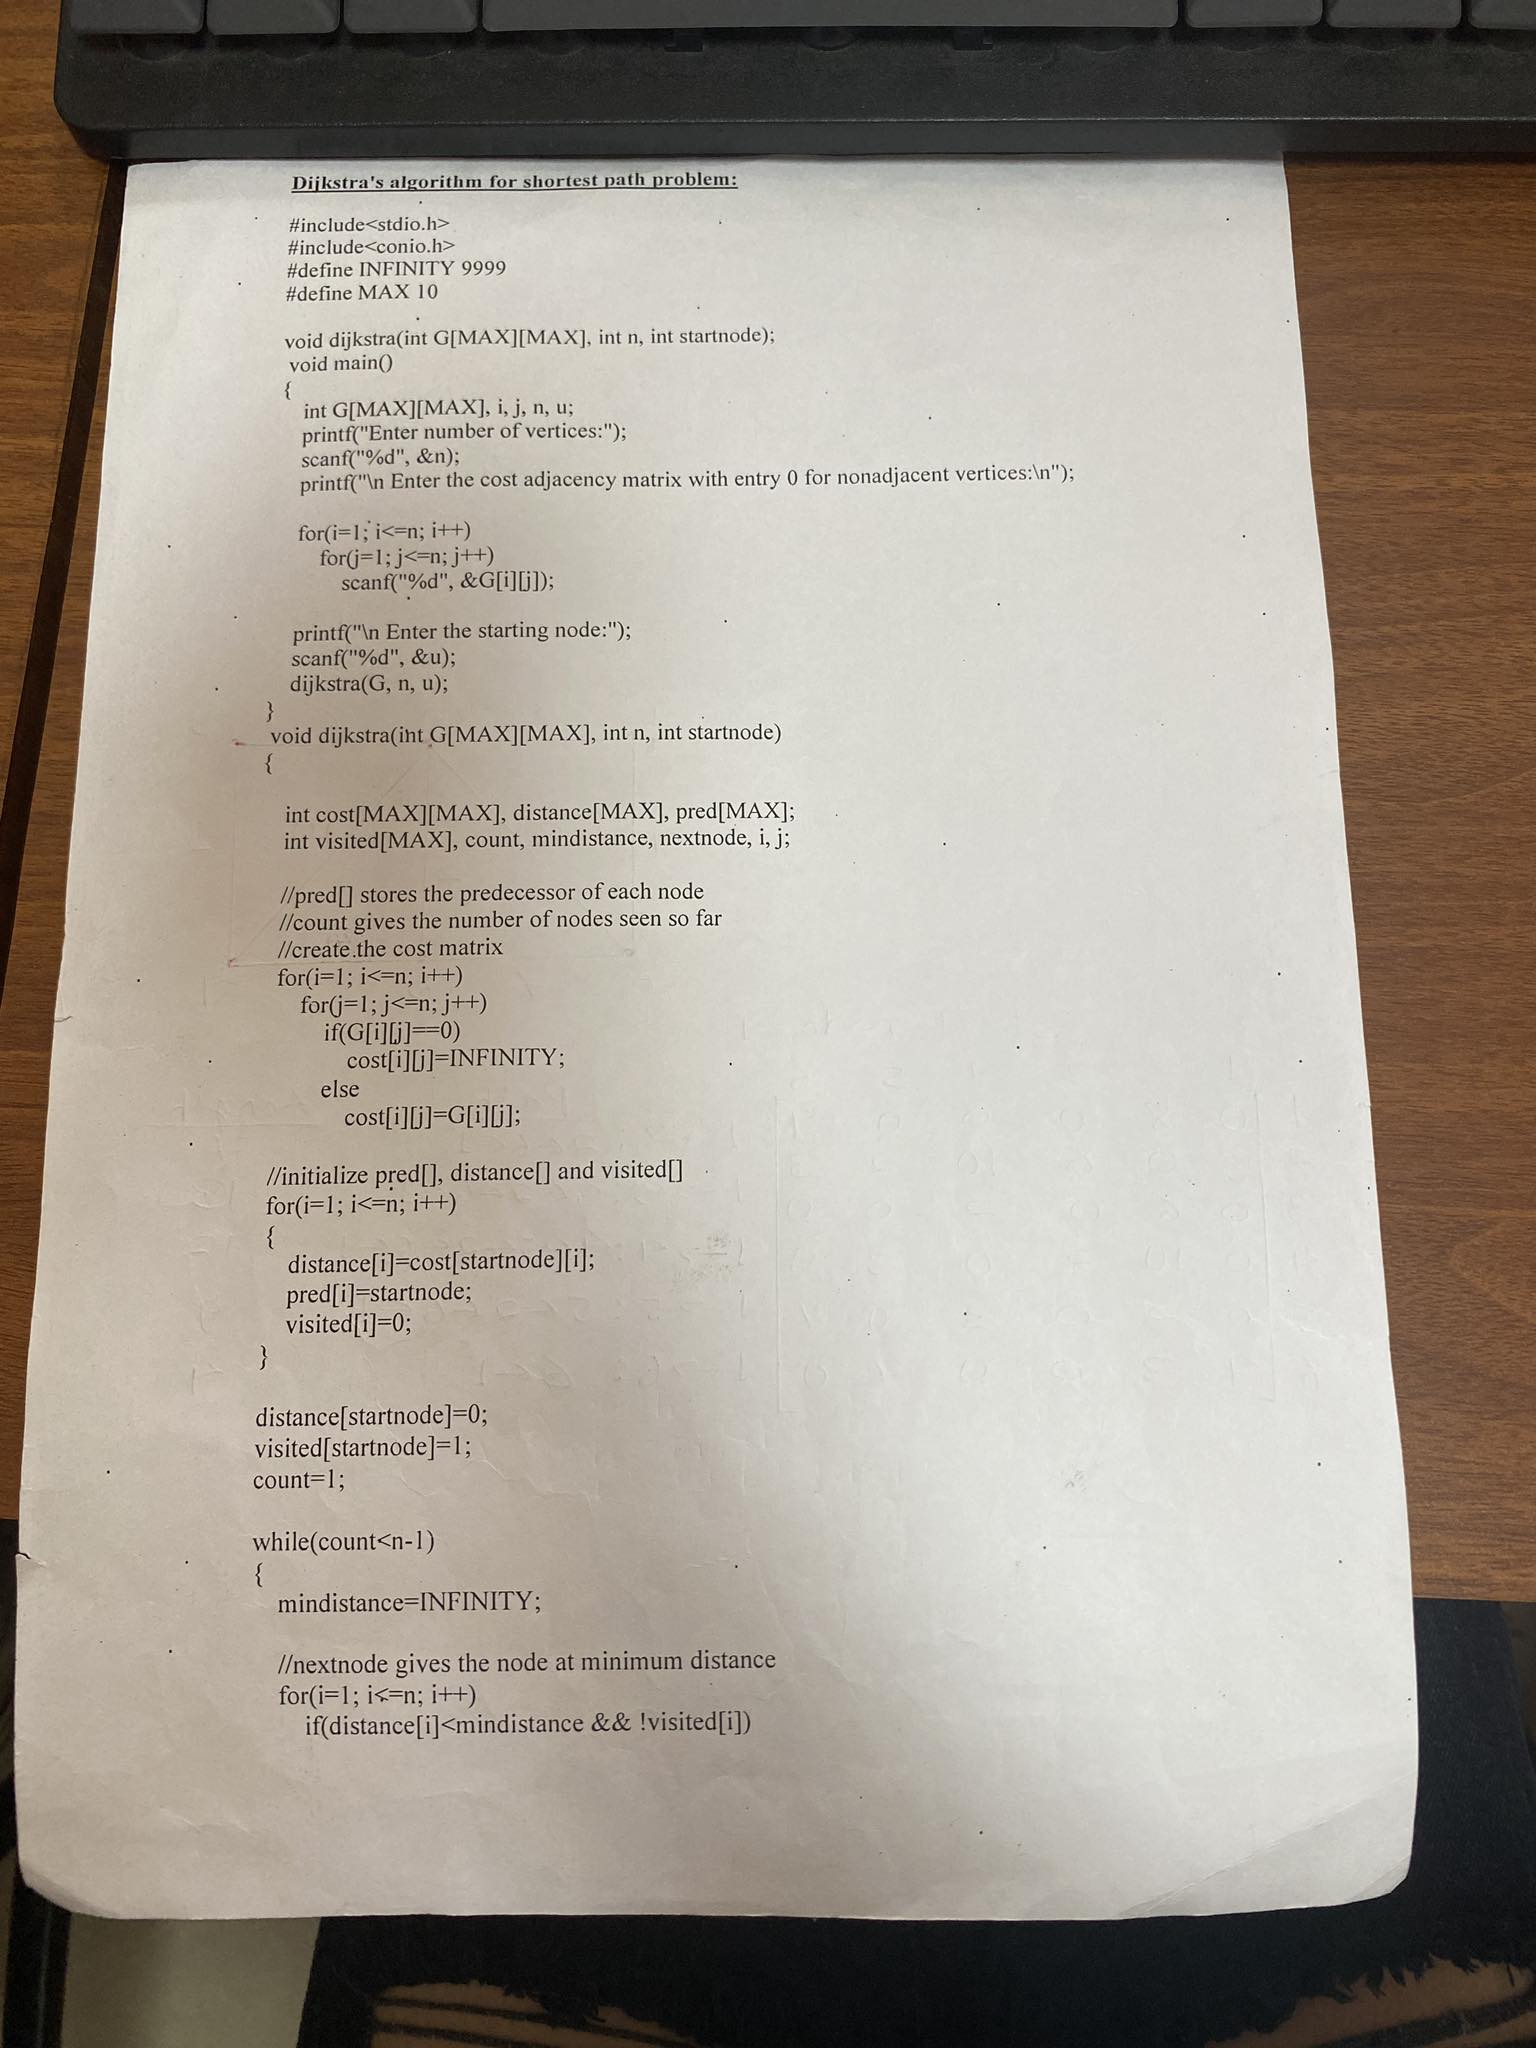 Dijkstra's algorithm for shortest path problem:
#include<stdio.h>
#include<conio.h>
#define INFINITY 9999
#define MAX 10
void dijkstra(int G[MAX][MAX], int n, int startnode);
void main()
{
int G[MAX][MAX], i, j, n, u;
printf("Enter number of vertices:");
scanf("%d", &n);
printf("\n Enter the cost adjacency matrix with entry 0 for nonadjacent vertices:\n");
for(i=1; i<=n; i++)
for(j=1; j<=n; j++)
scanf("%d", &G[i][j]);
printf("\n Enter the starting node:");
scanf("%d", &u);
dijkstra(G, n, u);
}
void dijkstra(int G[MAX][MAX], int n, int startnode)
{
int cost[MAX][MAX], distance[MAX], pred[MAX];
int visited[MAX], count, mindistance, nextnode, i, j;
//pred[] stores the predecessor of each node
//count gives the number of nodes seen so far
//create the cost matrix
for(i=1; i<=n; i++)
for(j=1; j<=n; j++)
if(G[i][j]==0)
cost[i][j]=INFINITY;
else
cost[i][j]=G[i][j];
//initialize pred[], distance[] and visited[]
for(i=1; i<=n; i++)
{
distance[i]=cost[startnode][i];
pred[i]=startnode;
visited[i]=0;
}
distance[startnode]=0;
visited[startnode]=1;
count=1;
while(count<n-1)
{
mindistance=INFINITY;
//nextnode gives the node at minimum distance
for(i=1; i<=n; i++)
if(distance[i]<mindistance && !visited[i])